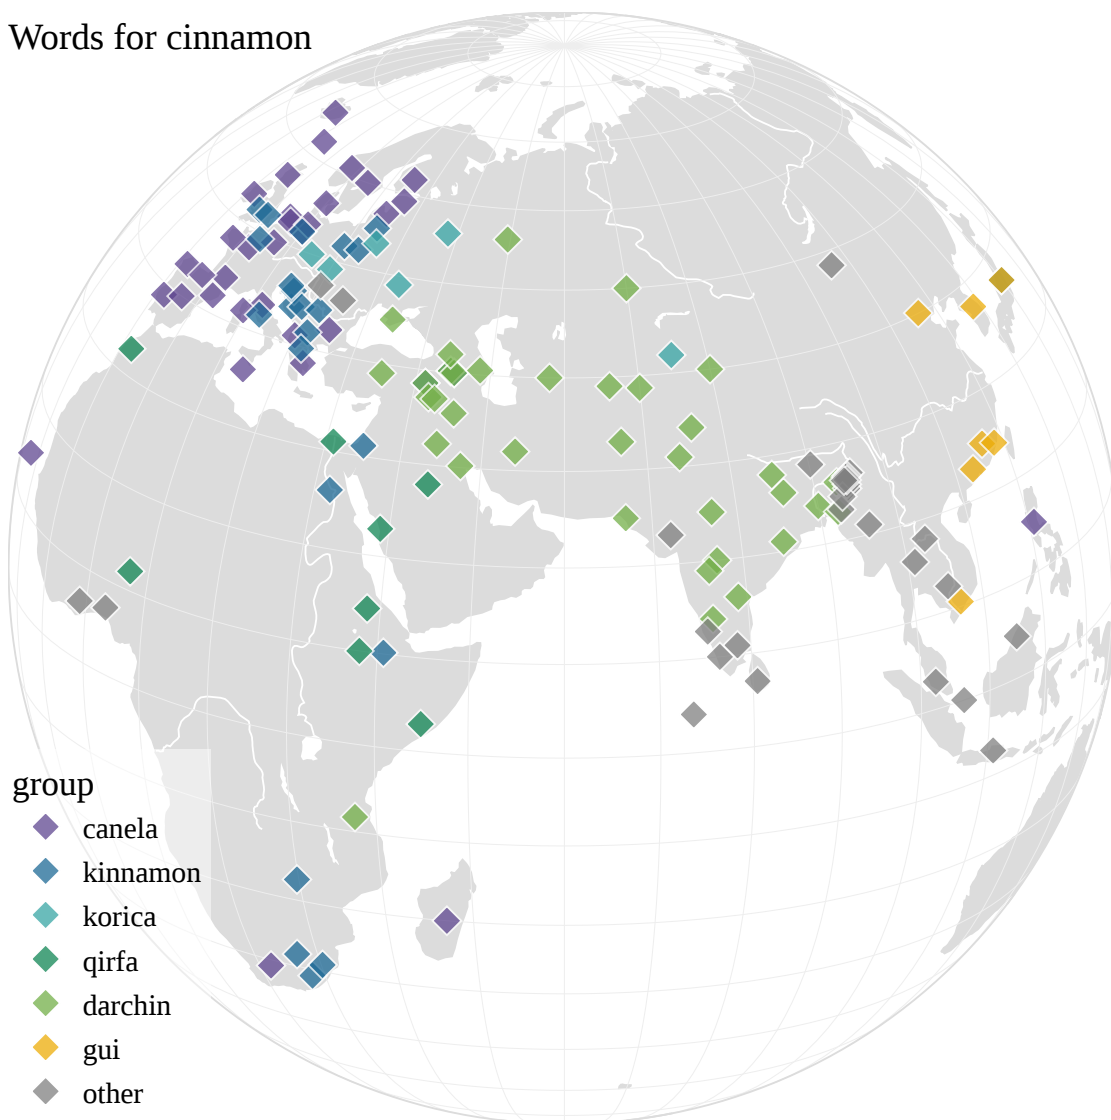 Words for cinnamon
group
canela
kinnamon
korica
qirfa
darchin
gui
other